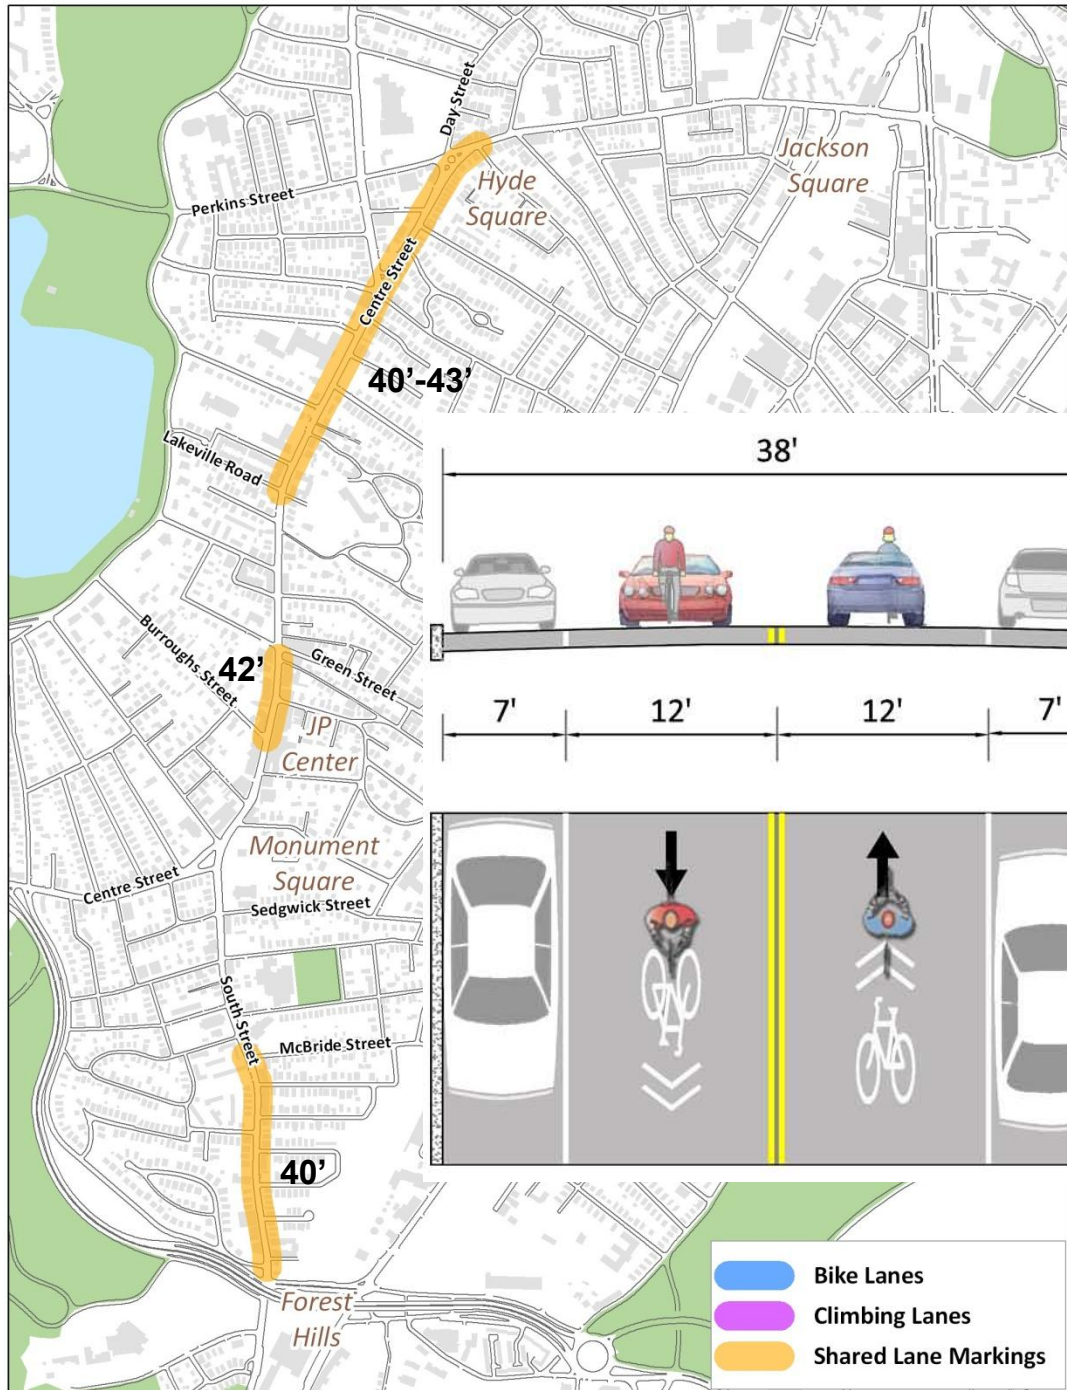 Day Street
Hyde
Square
Jackson
Square
Perkins Street
Centre Street
40’-43’
Lakeville Road
38'
Burroughs Street
42’
Green Street
JP
Center
7'
12'
12'
7'
Monument
Square
Centre Street
Sedgwick Street
South Street
McBride Street
40’
Forest
Hills
Bike Lanes
Climbing Lanes
Shared Lane Markings